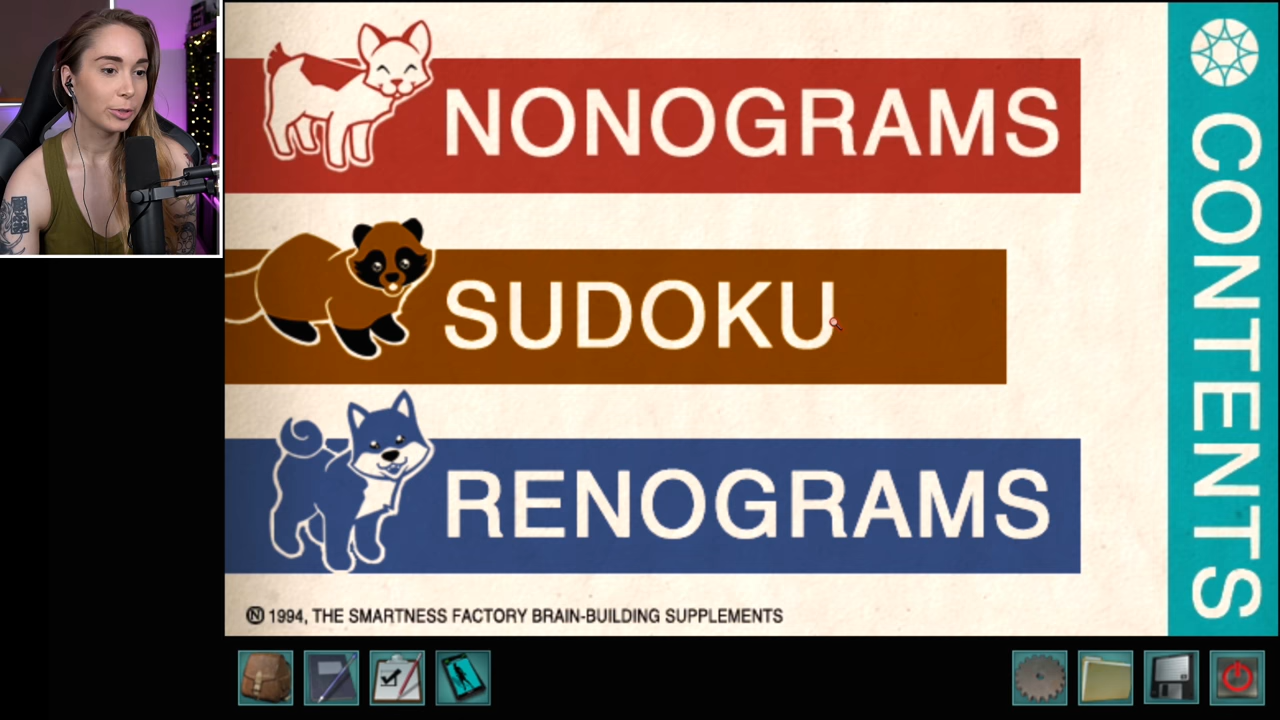 NONOGRAMS
SUDOKU
RENOGRAMS
CONTENTS
Ⓝ 1994, THE SMARTNESS FACTORY BRAIN-BUILDING SUPPLEMENTS